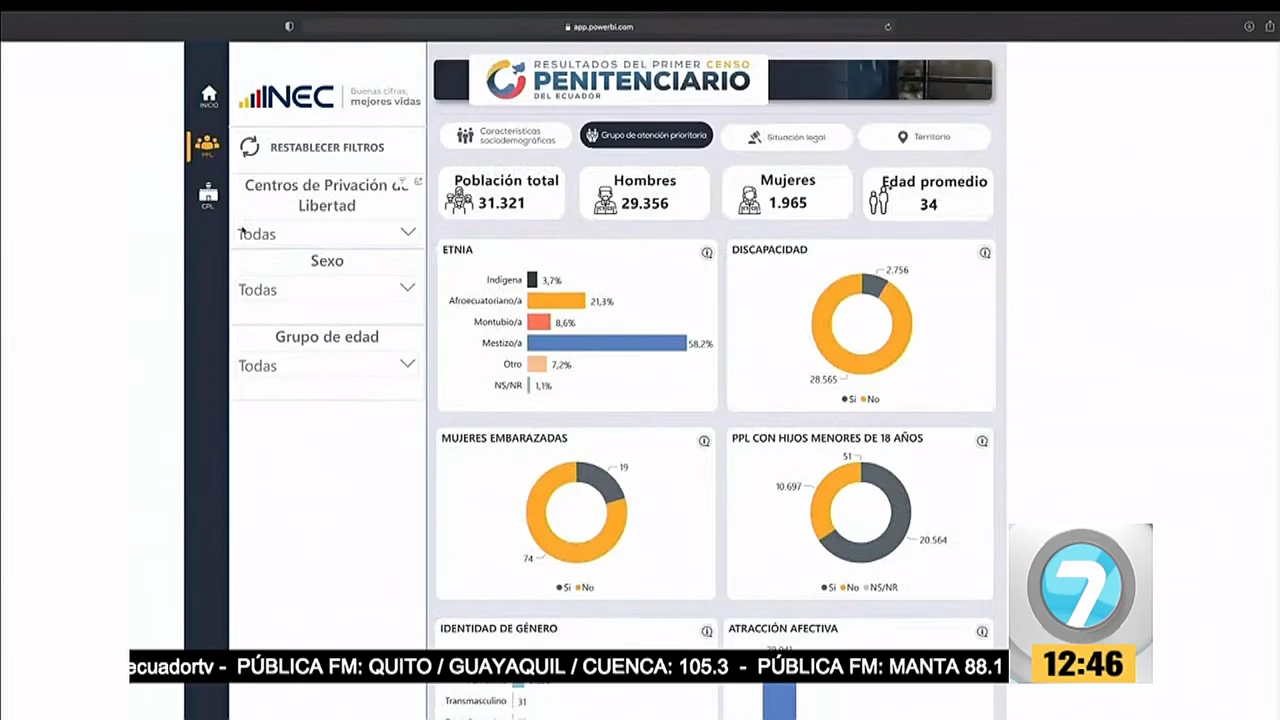 app.powerbi.com
INICIO
PPL
CPL
INEC
Buenas cifras,
mejores vidas
RESTABLECER FILTROS
Centros de Privación de
Libertad
Todas
Sexo
Todas
Grupo de edad
Todas
RESULTADOS DEL PRIMER CENSO
PENITENCIARIO
DEL ECUADOR
Características
sociodemográficas
Grupo de atención prioritaria
Situación legal
Territorio
Población total
31.321
Hombres
29.356
Mujeres
1.965
Edad promedio
34
ETNIA
Indígena 3,7%
Afroecuatoriano/a 21,3%
Montubio/a 8,6%
Mestizo/a 58,2%
Otro 7,2%
NS/NR 1,1%
DISCAPACIDAD
2.756
28.565
Si No
MUJERES EMBARAZADAS
19
74
Si No
PPL CON HIJOS MENORES DE 18 AÑOS
51
10.697
20.564
Si No NS/NR
IDENTIDAD DE GÉNERO
Transmasculino 31
ATRACCIÓN AFECTIVA
ecuadortv - PÚBLICA FM: QUITO / GUAYAQUIL / CUENCA: 105.3 - PÚBLICA FM: MANTA 88.1
7
12:46